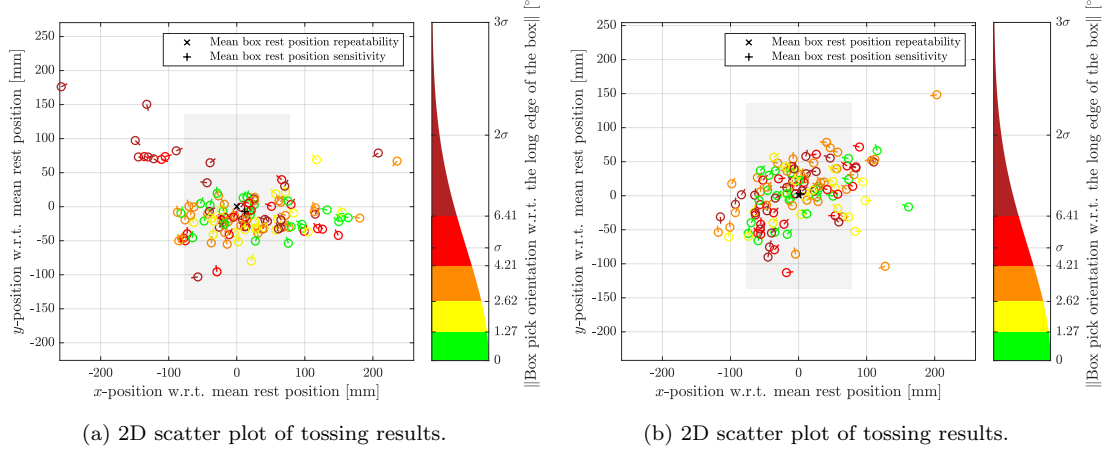 250
200
150
100
50
0
-50
-100
-150
-200
y-position w.r.t. mean rest position [mm]
Mean box rest position repeatability
Mean box rest position sensitivity
-200
-100
0
100
200
x-position w.r.t. mean rest position [mm]
3σ
2σ
6.41
σ
4.21
2.62
1.27
0
||Box pick orientation w.r.t. the long edge of the box|| [°
(a) 2D scatter plot of tossing results.
250
200
150
100
50
0
-50
-100
-150
-200
y-position w.r.t. mean rest position [mm]
Mean box rest position repeatability
Mean box rest position sensitivity
-200
-100
0
100
200
x-position w.r.t. mean rest position [mm]
3σ
2σ
6.41
σ
4.21
2.62
1.27
0
||Box pick orientation w.r.t. the long edge of the box|| [°
(b) 2D scatter plot of tossing results.